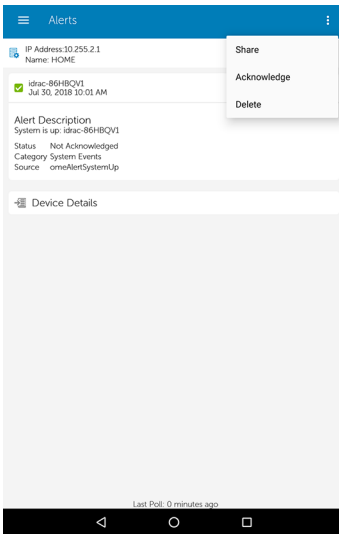 Alerts
IP Address:10.255.2.1
Name: HOME
Share
Acknowledge
Delete
idrac-86HBQV1
Jul 30, 2018 10:01 AM
Alert Description
System is up: idrac-86HBQV1
Status Not Acknowledged
Category System Events
Source omeAlertSystemUp
Device Details
Last Poll: 0 minutes ago